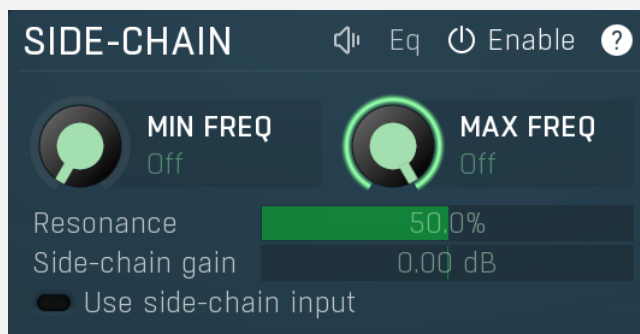 SIDE-CHAIN Eq Enable ?
MIN FREQ
Off
MAX FREQ
Off
Resonance 50.0%
Side-chain gain 0.00 dB
Use side-chain input